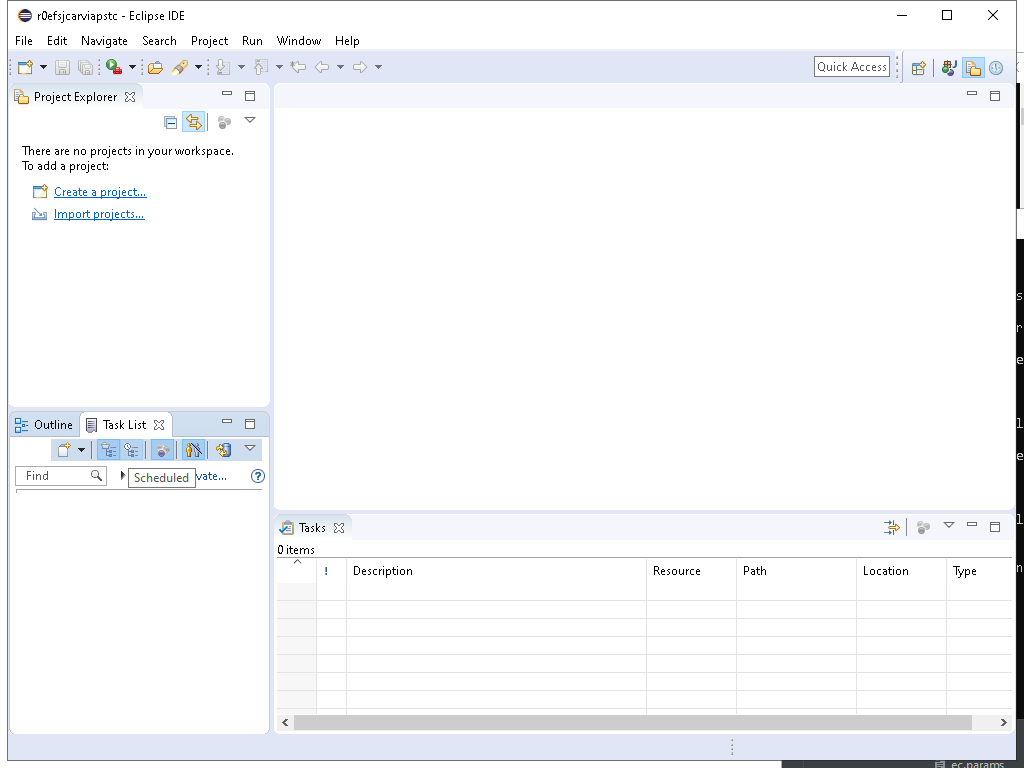 r0efsjcarviapstc - Eclipse IDE
File Edit Navigate Search Project Run Window Help
Quick Access
Project Explorer
There are no projects in your workspace.
To add a project:
Create a project...
Import projects...
Outline Task List
Find
Scheduled
vate...
Tasks
0 items
! Description Resource Path Location Type
s
r
e
l
e
l
n
ec.params